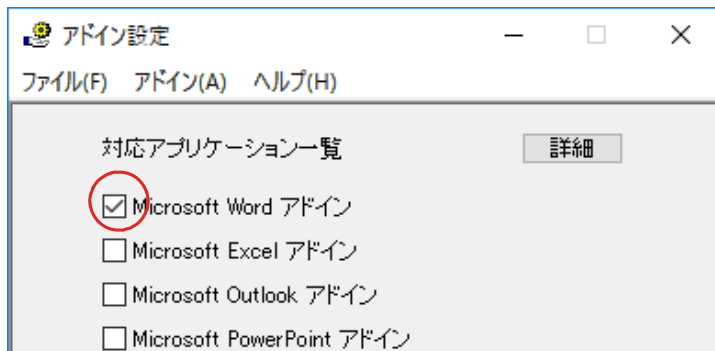 アドイン設定
ファイル(F) アドイン(A) ヘルプ(H)
対応アプリケーション一覧 詳細
Microsoft Word アドイン
Microsoft Excel アドイン
Microsoft Outlook アドイン
Microsoft PowerPoint アドイン